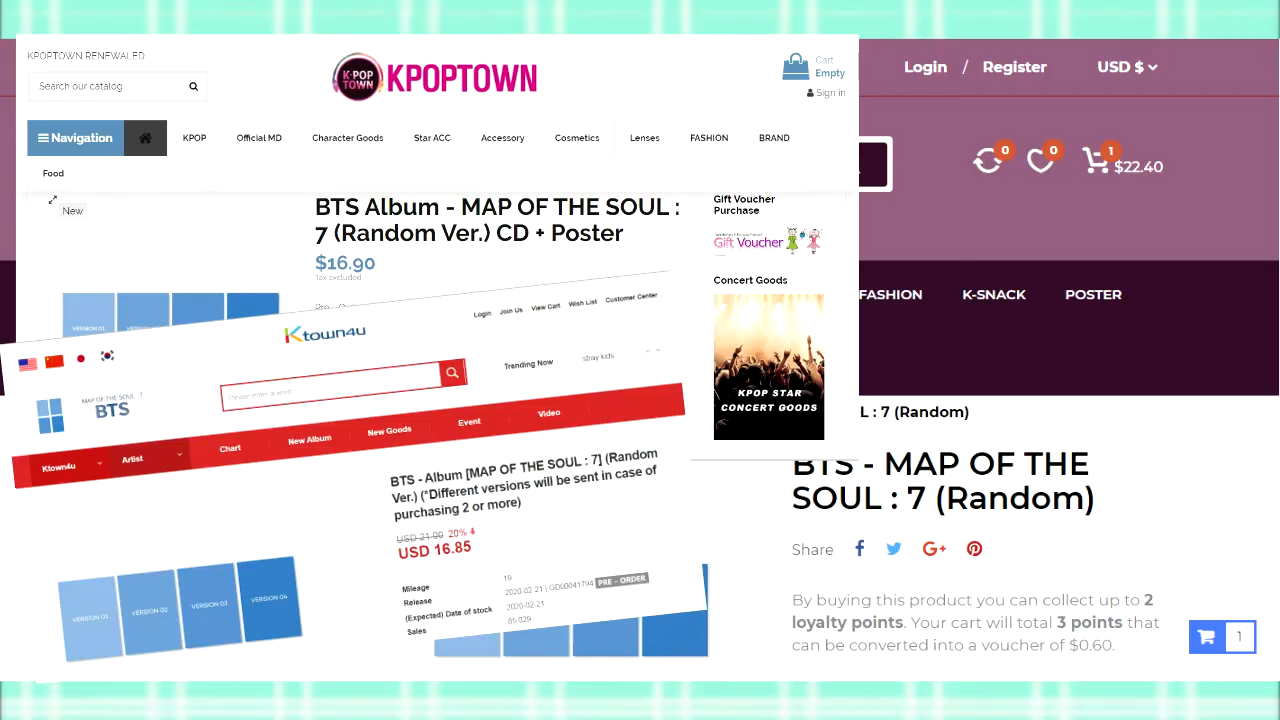 KPOPTOWN RENEWALED
Search our catalog
K-POP
TOWN
KPOPTOWN
Cart
Empty
Sign in
Navigation
KPOP
Official MD
Character Goods
Star ACC
Accessory
Cosmetics
Lenses
FASHION
BRAND
Food
New
BTS Album - MAP OF THE SOUL :
7 (Random Ver.) CD + Poster
$16.90
Tax excluded
VERSION 01
Gift Voucher
Purchase
Gift Voucher
Concert Goods
KPOP STAR
CONCERT GOODS
Login / Register
USD $
0
0
1
$22.40
FASHION
K-SNACK
POSTER
L : 7 (Random)
BTS - MAP OF THE
SOUL : 7 (Random)
Share
By buying this product you can collect up to 2
loyalty points. Your cart will total 3 points that
can be converted into a voucher of $0.60.
1
Login
Join Us
View Cart
Wish List
Customer Center
Ktown4u
Please enter a word
Trending Now
stray kids
MAP OF THE SOUL : 7
BTS
Ktown4u
Artist
Chart
New Album
New Goods
Event
Video
BTS - Album [MAP OF THE SOUL : 7] (Random
Ver.) (*Different versions will be sent in case of
purchasing 2 or more)
USD 21.00 20%
USD 16.85
Mileage 19
Release 2020-02-21 | GD00041794 PRE - ORDER
(Expected) Date of stock 2020-02-21
Sales 85,029
VERSION 01
VERSION 02
VERSION 03
VERSION 04